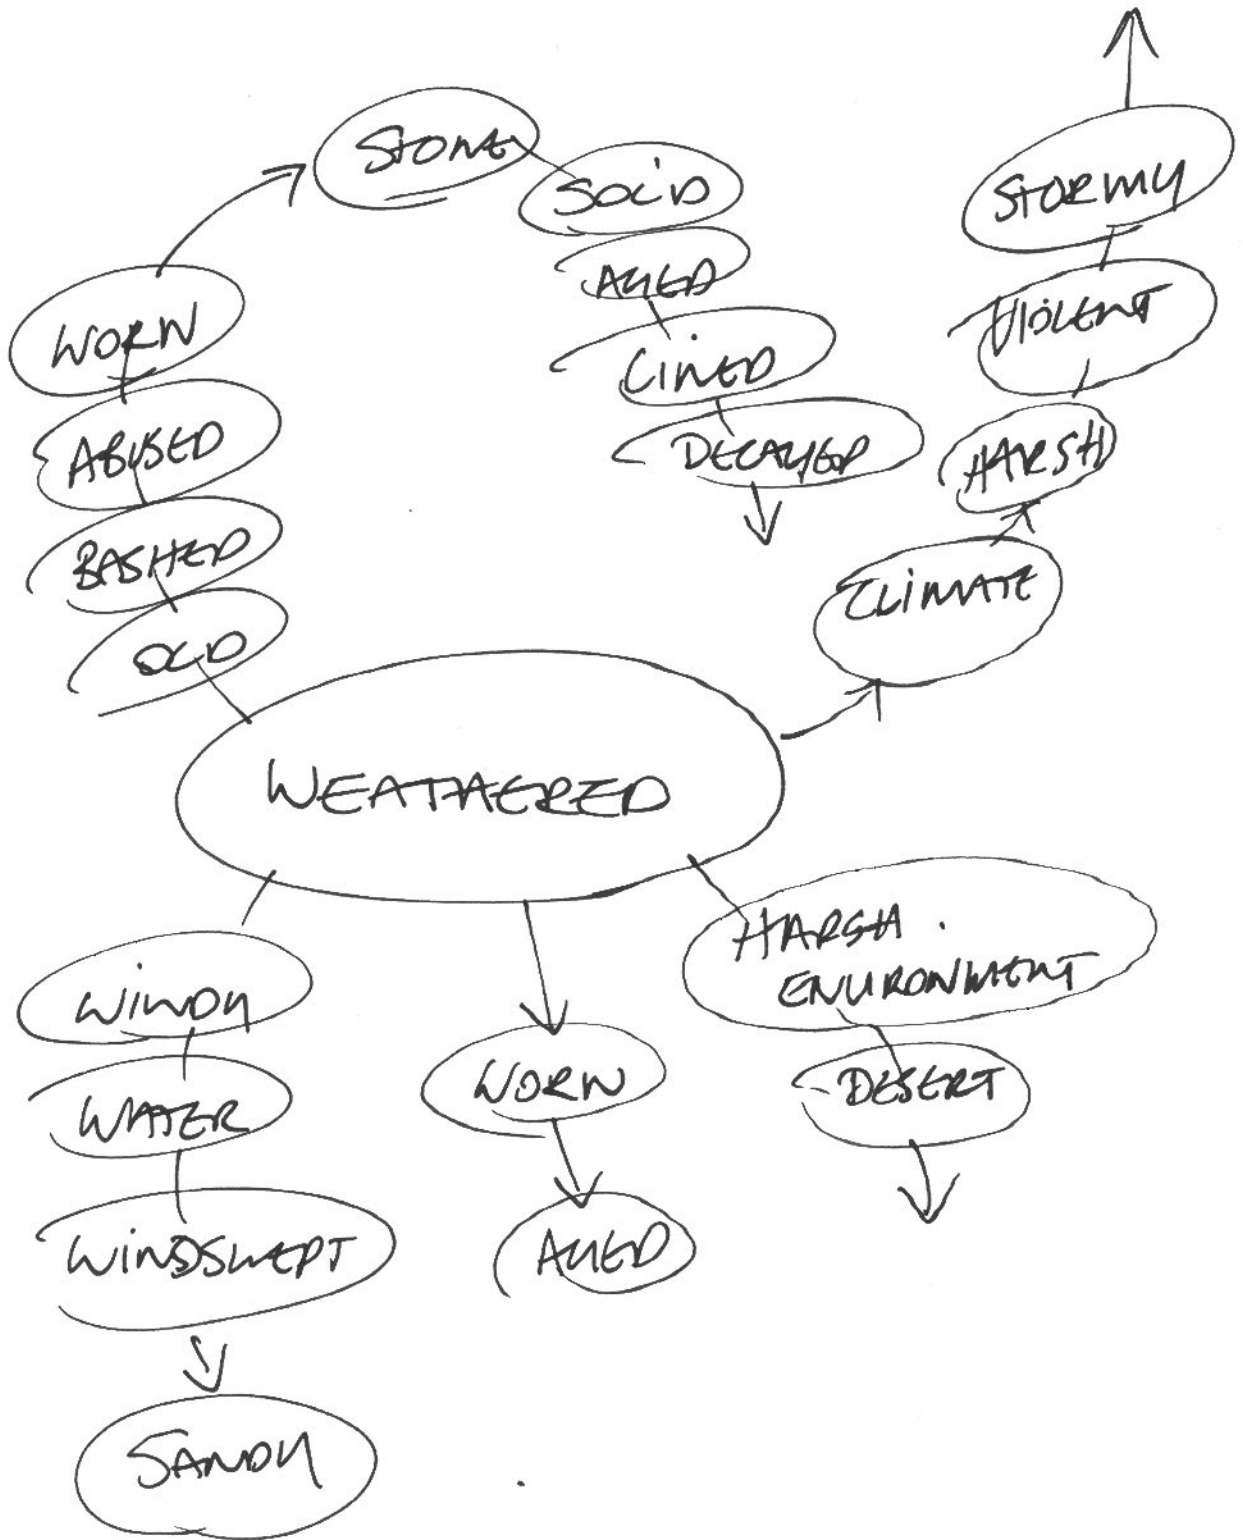 STONE
SOLID
AGED
LINED
DECAYED
STORMY
VIOLENT
HARSH
CLIMATE
WORN
ABUSED
BASHED
OLD
WEATHERED
WINDY
WATER
WINDSWEPT
SANDY
WORN
AGED
HARSH
ENVIRONMENT
DESERT